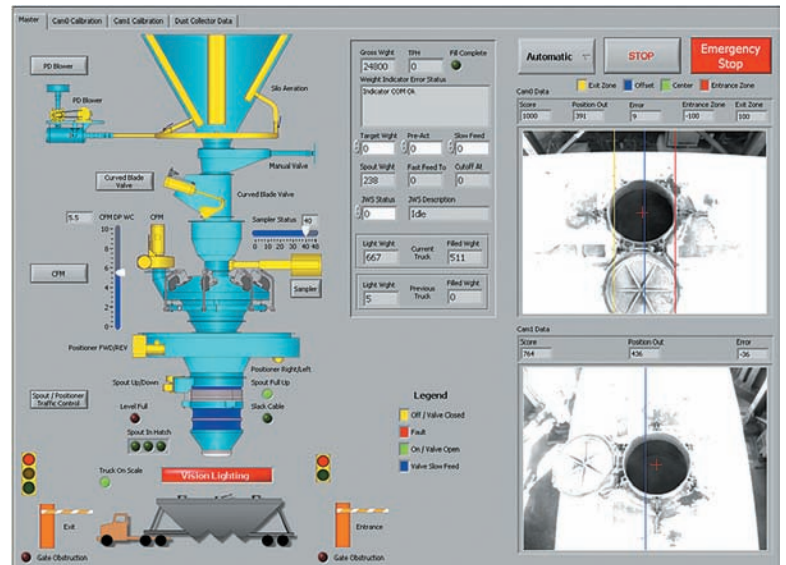 Master Cam0 Calibration Cam1 Calibration Dust Collector Data
PD Blower
PD Blower
Silo Aeration
Manual Valve
Curved Blade Valve
Curved Blade Valve
5.5 CFM DP WC CFM
Sampler Status 40
10
8
6
4
2
0
0 10 20 30 40 48
CFM
Sampler
Positioner FWD/REV
Positioner Right/Left
Spout Up/Down
Spout Full Up
Spout / Positioner Traffic Control
Level Full
Slack Cable
Spout In Hatch
Truck On Scale
Vision Lighting
Exit
Entrance
Gate Obstruction
Gate Obstruction
Gross Wght TPH Fill Complete
24800 0
Weight Indicator Error Status
Indicator COM Ok
Target Wght Pre-Act Slow Feed
0 0 0
Spout Wght Fast Feed To Cutoff At
238 0 0
JWS Status JWS Description
0 Idle
Light Wght Current Truck Filled Wght
667 511
Light Wght Previous Truck Filled Wght
5 0
Legend
Off / Valve Closed
Fault
On / Valve Open
Valve Slow Feed
Automatic STOP Emergency Stop
Exit Zone Offset Center Entrance Zone
Cam0 Data
Score Position Out Error Entrance Zone Exit Zone
1000 391 9 -100 100
Cam1 Data
Score Position Out Error
764 436 -36